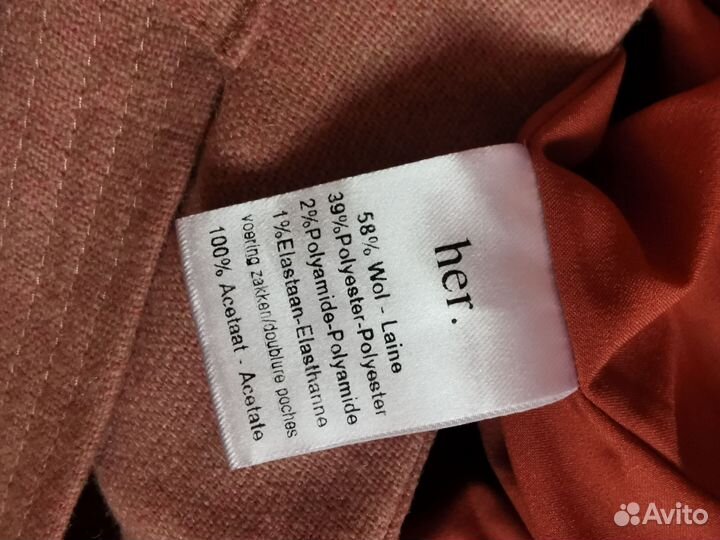 her.
58% Wol - Laine
39%Polyester-Polyester
2%Polyamide-Polyamide
1%Elastaan-Elasthanne
voering zakken/doublure poches
100% Acetaat - Acetate
Avito